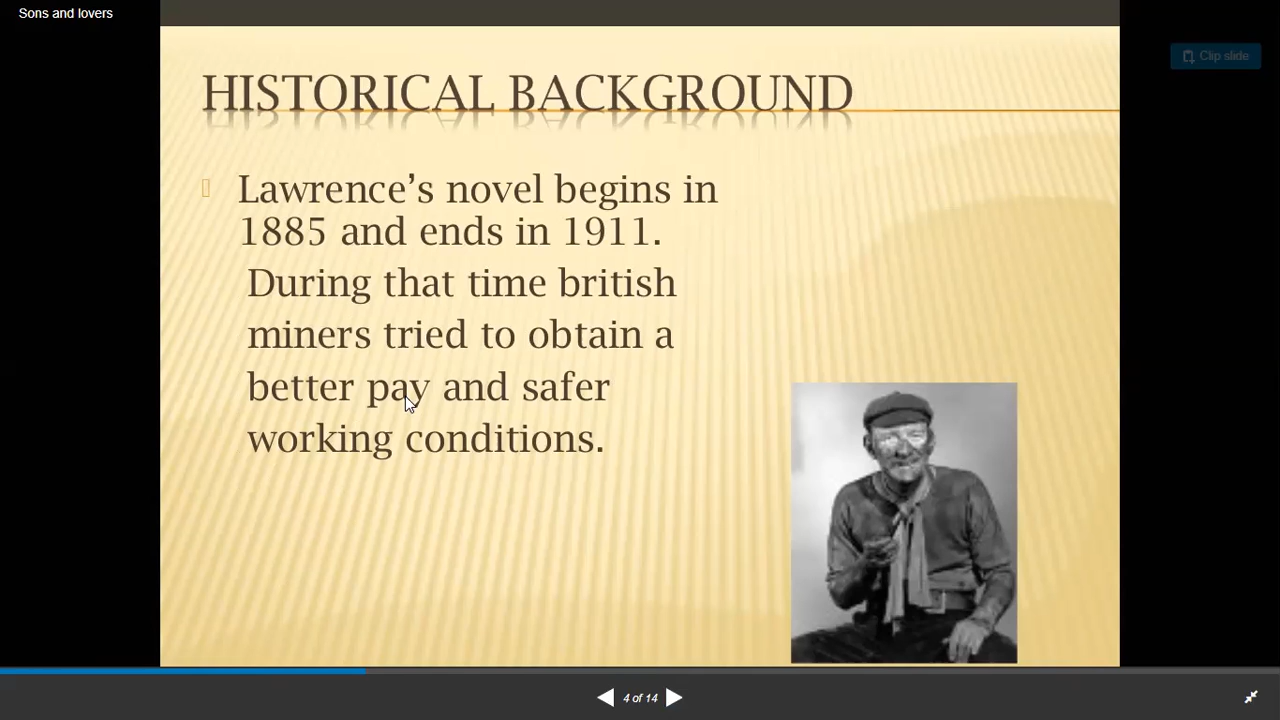 Sons and lovers
Clip slide
HISTORICAL BACKGROUND
Lawrence’s novel begins in
1885 and ends in 1911.
During that time british
miners tried to obtain a
better pay and safer
working conditions.
4 of 14